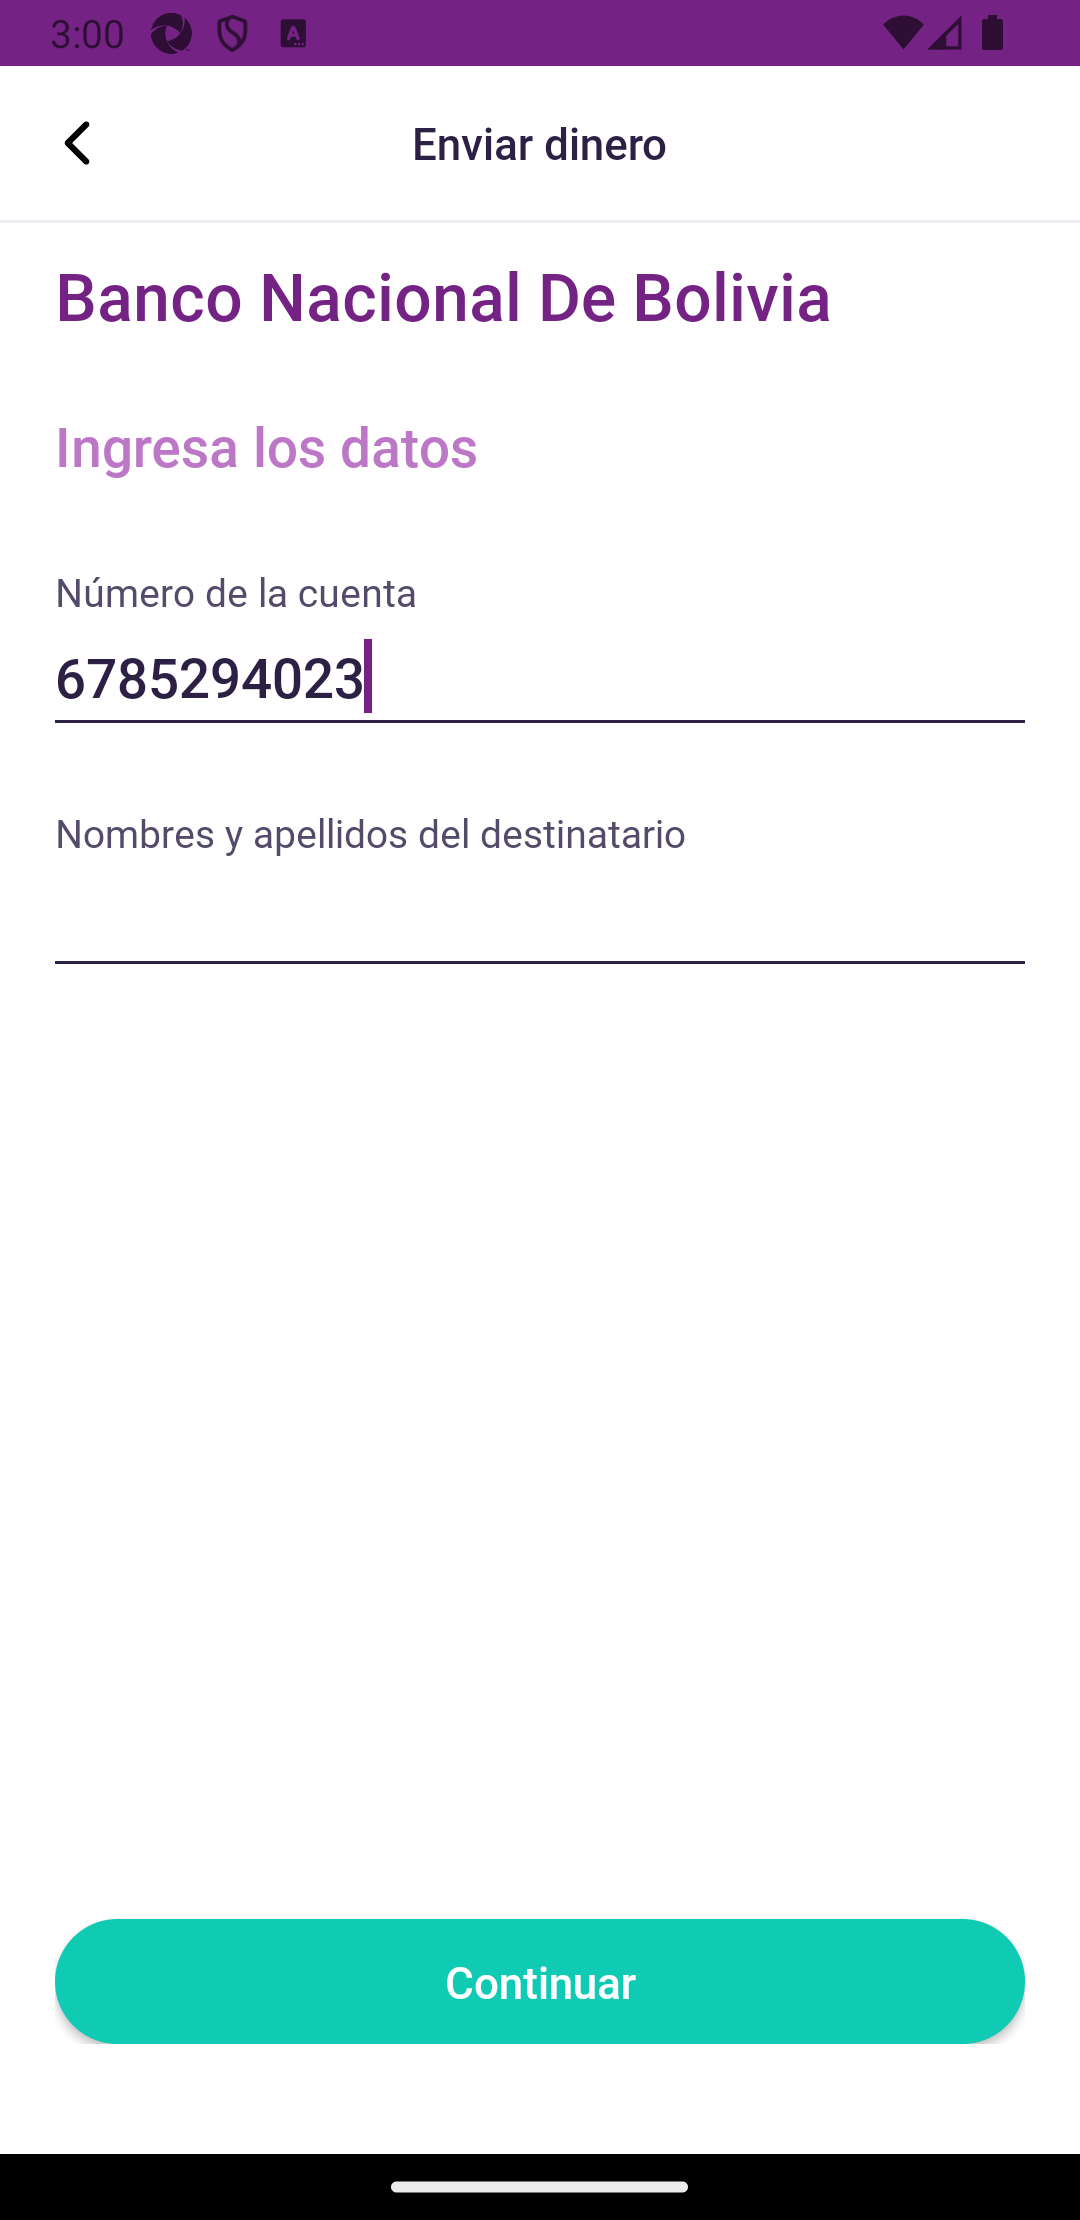 3:00
Enviar dinero
Banco Nacional De Bolivia
Ingresa los datos
Número de la cuenta
6785294023
Nombres y apellidos del destinatario
Continuar